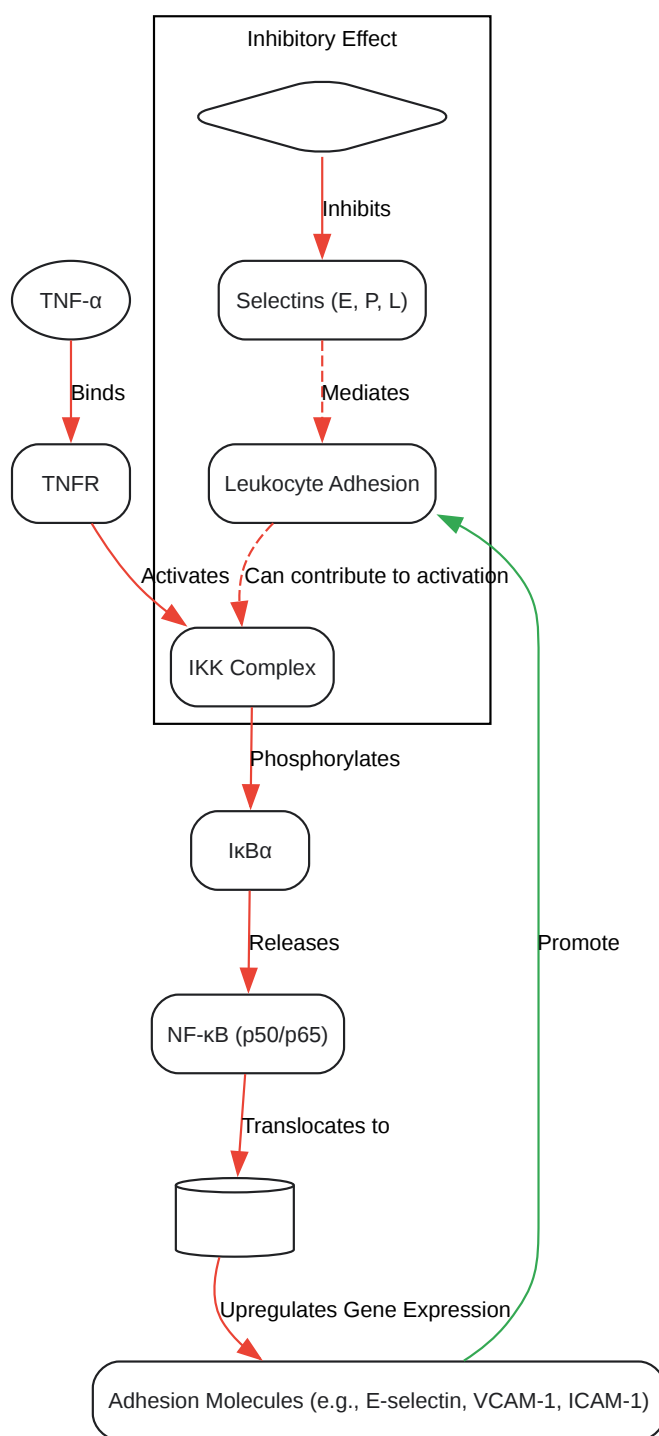 Inhibitory Effect
Inhibits
TNF-α
Selectins (E, P, L)
Binds
Mediates
TNFR
Leukocyte Adhesion
Activates
Can contribute to activation
IKK Complex
Phosphorylates
IκBα
Releases
Promote
NF-κB (p50/p65)
Translocates to
Upregulates Gene Expression
Adhesion Molecules (e.g., E-selectin, VCAM-1, ICAM-1)